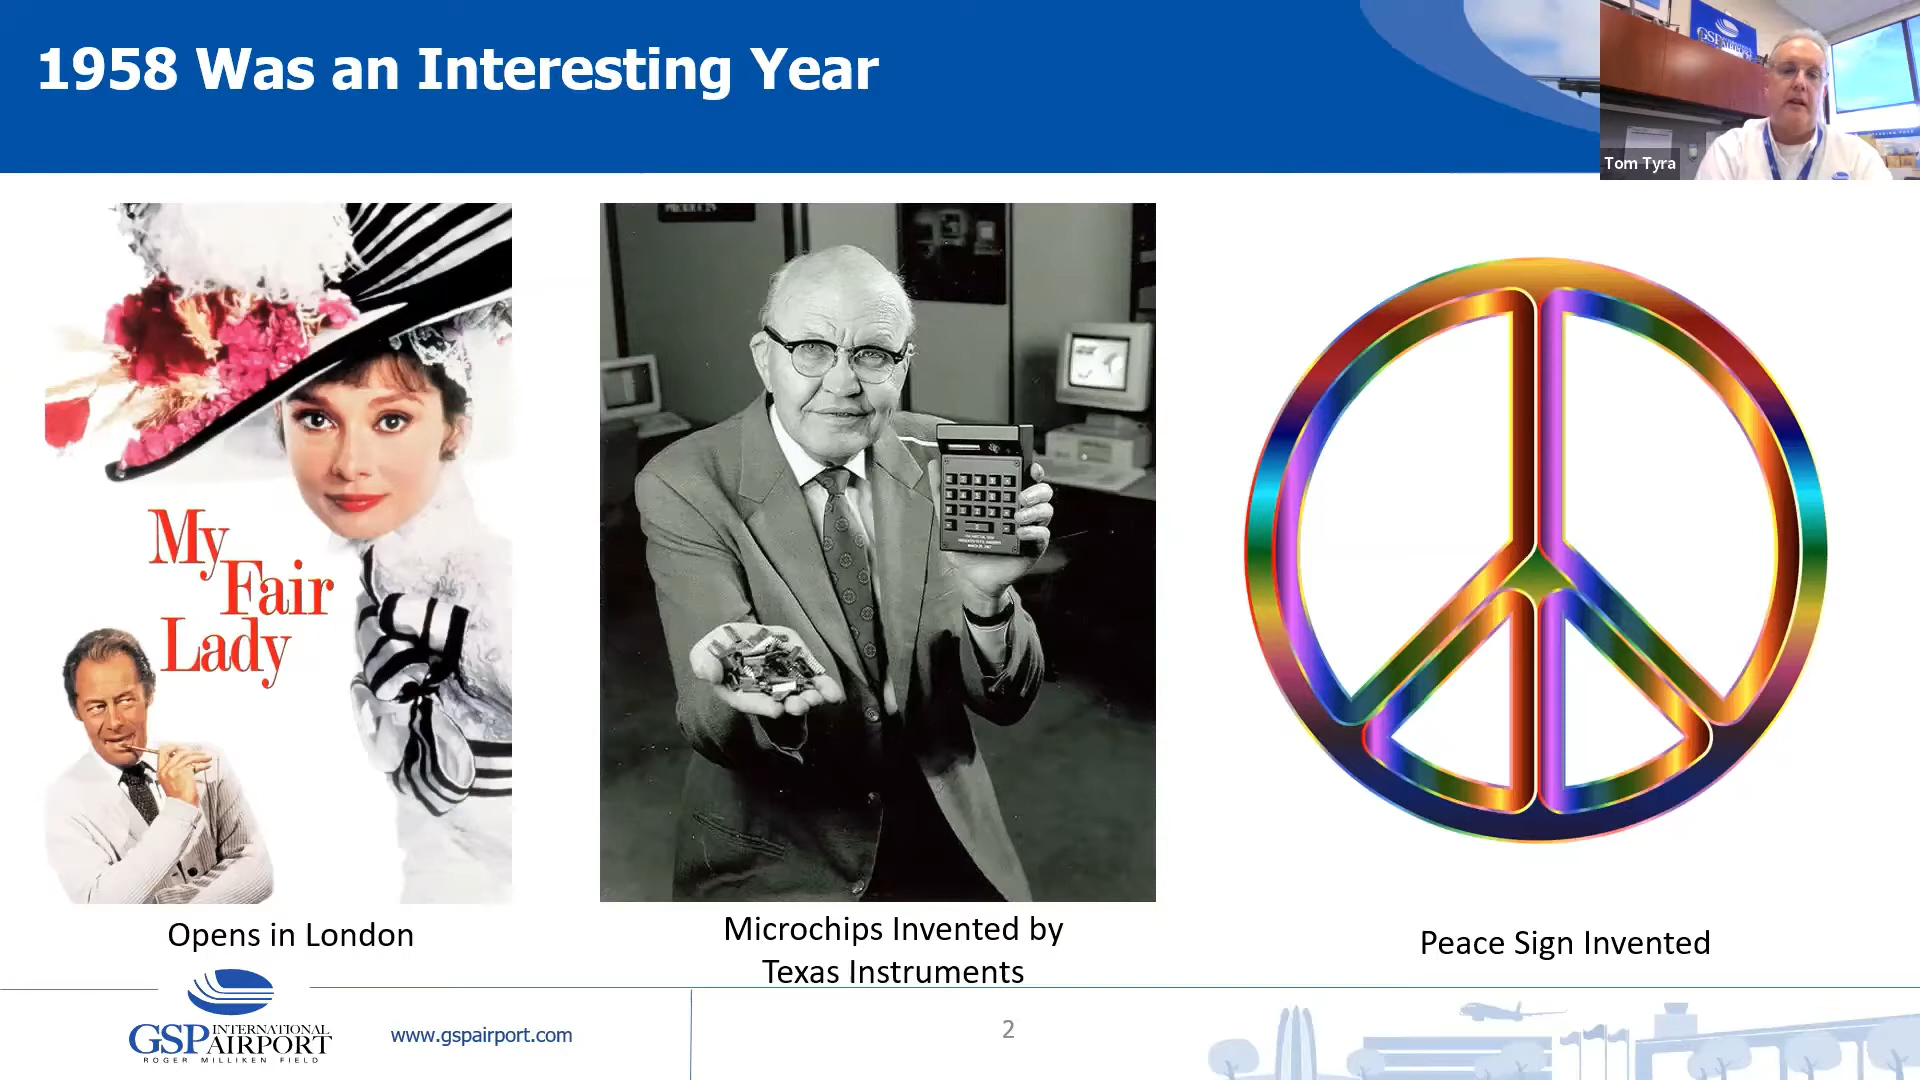 1958 Was an Interesting Year
Tom Tyra
My
Fair
Lady
Opens in London
Microchips Invented by
Texas Instruments
Peace Sign Invented
GSP INTERNATIONAL
AIRPORT
ROGER MILLIKEN FIELD
www.gspairport.com
2